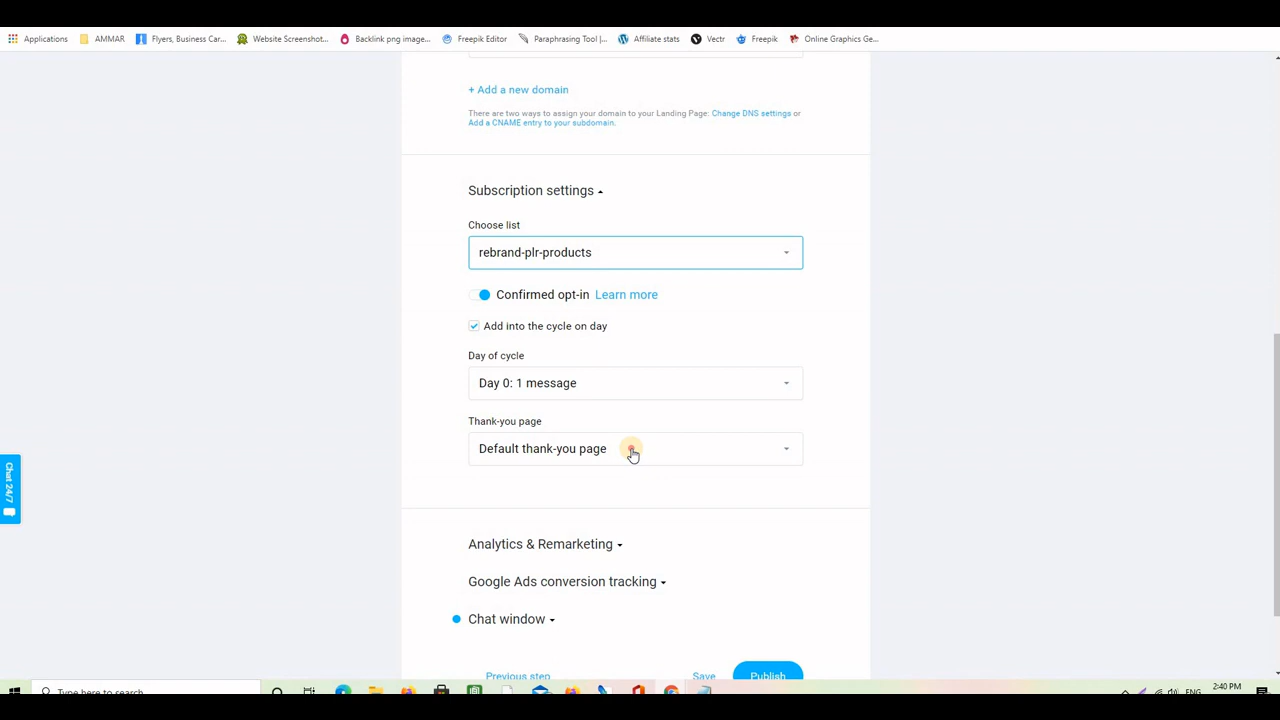 Applications AMMAR Flyers, Business Car... Website Screenshot... Backlink png image... Freepik Editor Paraphrasing Tool |... Affiliate stats Vectr Freepik Online Graphics Ge...
+ Add a new domain
There are two ways to assign your domain to your Landing Page: Change DNS settings or
Add a CNAME entry to your subdomain.
Subscription settings
Choose list
rebrand-plr-products
Confirmed opt-in Learn more
Add into the cycle on day
Day of cycle
Day 0: 1 message
Thank-you page
Default thank-you page
Chat 24/7
Analytics & Remarketing
Google Ads conversion tracking
Chat window
Previous step Save Publish
Type here to search
ENG 2:40 PM